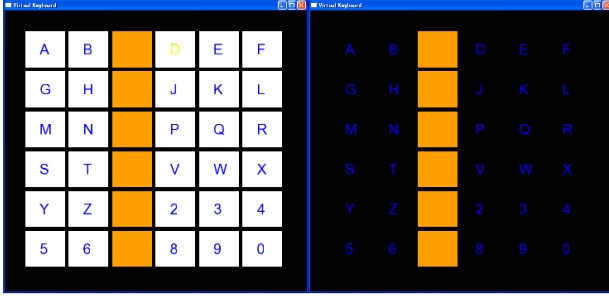 Virtual Keyboard
A B D E F
G H J K L
M N P Q R
S T V W X
Y Z 2 3 4
5 6 8 9 0
Virtual Keyboard
A B D E F
G H J K L
M N P Q R
S T V W X
Y Z 2 3 4
5 6 8 9 0